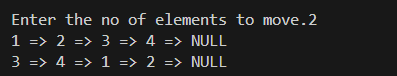 Enter the no of elements to move.2
1 => 2 => 3 => 4 => NULL
3 => 4 => 1 => 2 => NULL